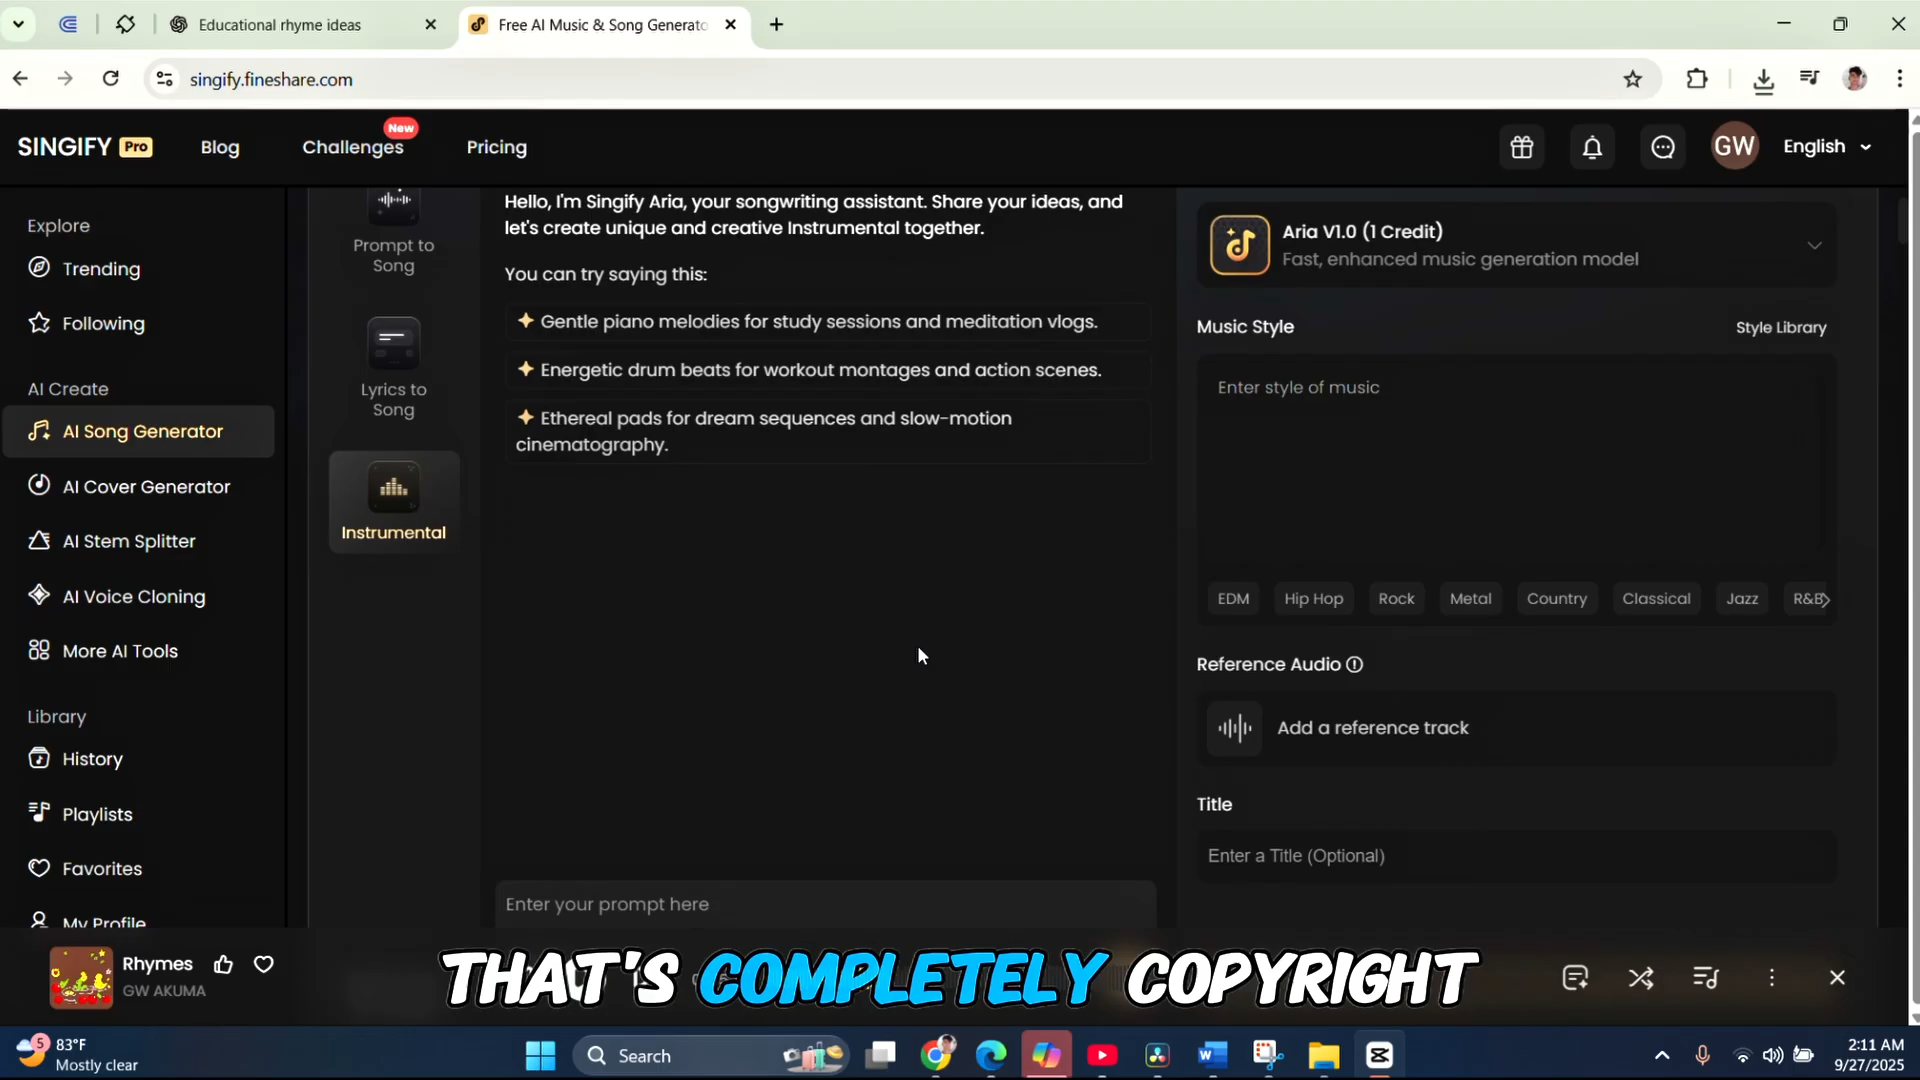 Educational rhyme ideas
Free AI Music & Song Generato
singify.fineshare.com
SINGIFY Pro
Blog
Challenges
New
Pricing
GW
English
Explore
Trending
Following
AI Create
AI Song Generator
AI Cover Generator
AI Stem Splitter
AI Voice Cloning
More AI Tools
Library
History
Playlists
Favorites
My Profile
Prompt to
Song
Lyrics to
Song
Instrumental
Hello, I'm Singify Aria, your songwriting assistant. Share your ideas, and
let's create unique and creative Instrumental together.
You can try saying this:
Gentle piano melodies for study sessions and meditation vlogs.
Energetic drum beats for workout montages and action scenes.
Ethereal pads for dream sequences and slow-motion
cinematography.
Enter your prompt here
Aria V1.0 (1 Credit)
Fast, enhanced music generation model
Music Style
Style Library
Enter style of music
EDM
Hip Hop
Rock
Metal
Country
Classical
Jazz
R&B
Reference Audio
Add a reference track
Title
Enter a Title (Optional)
Rhymes
GW AKUMA
THAT'S COMPLETELY COPYRIGHT
5
83°F
Mostly clear
Search
2:11 AM
9/27/2025